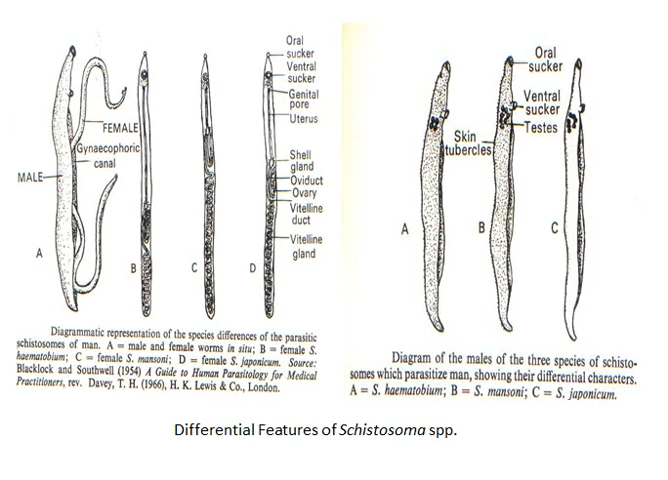 Oral
sucker
Ventral
sucker
Genital
pore
Uterus
FEMALE
Gynaecophoric
canal
MALE
Shell
gland
Oviduct
Ovary
Vitelline
duct
Vitelline
gland
A
B
C
D
Diagrammatic representation of the species differences of the parasitic
schistosomes of man. A = male and female worms in situ; B = female S.
haematobium; C = female S. mansoni; D = female S. japonicum. Source:
Blacklock and Southwell (1954) A Guide to Human Parasitology for Medical
Practitioners, rev. Davey, T. H. (1966), H. K. Lewis & Co., London.
Oral
sucker
Ventral
sucker
Testes
Skin
tubercles
A
B
C
Diagram of the males of the three species of schisto-
somes which parasitize man, showing their differential characters.
A = S. haematobium; B = S. mansoni; C = S. japonicum.
Differential Features of Schistosoma spp.